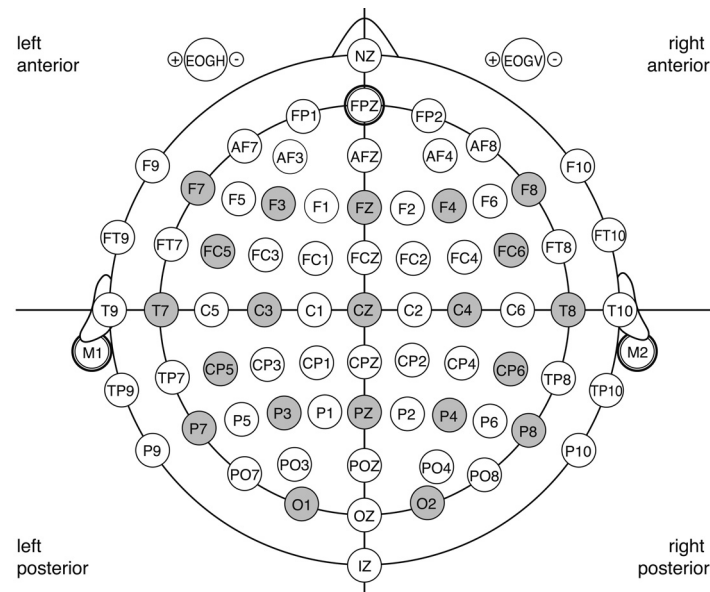 left
anterior
+ EOGH -
NZ
+ EOGV -
right
anterior
FP1 FPZ FP2
AF7 AF3 AFZ AF4 AF8
F9 F10
F7 F5 F3 F1 FZ F2 F4 F6 F8
FT9 FT7 FC5 FC3 FC1 FCZ FC2 FC4 FC6 FT8 FT10
T9 T7 C5 C3 C1 CZ C2 C4 C6 T8 T10
M1 M2
TP9 TP7 CP5 CP3 CP1 CPZ CP2 CP4 CP6 TP8 TP10
P7 P5 P3 P1 PZ P2 P4 P6 P8
P9 P10
PO7 PO3 POZ PO4 PO8
O1 OZ O2
left
posterior
IZ
right
posterior